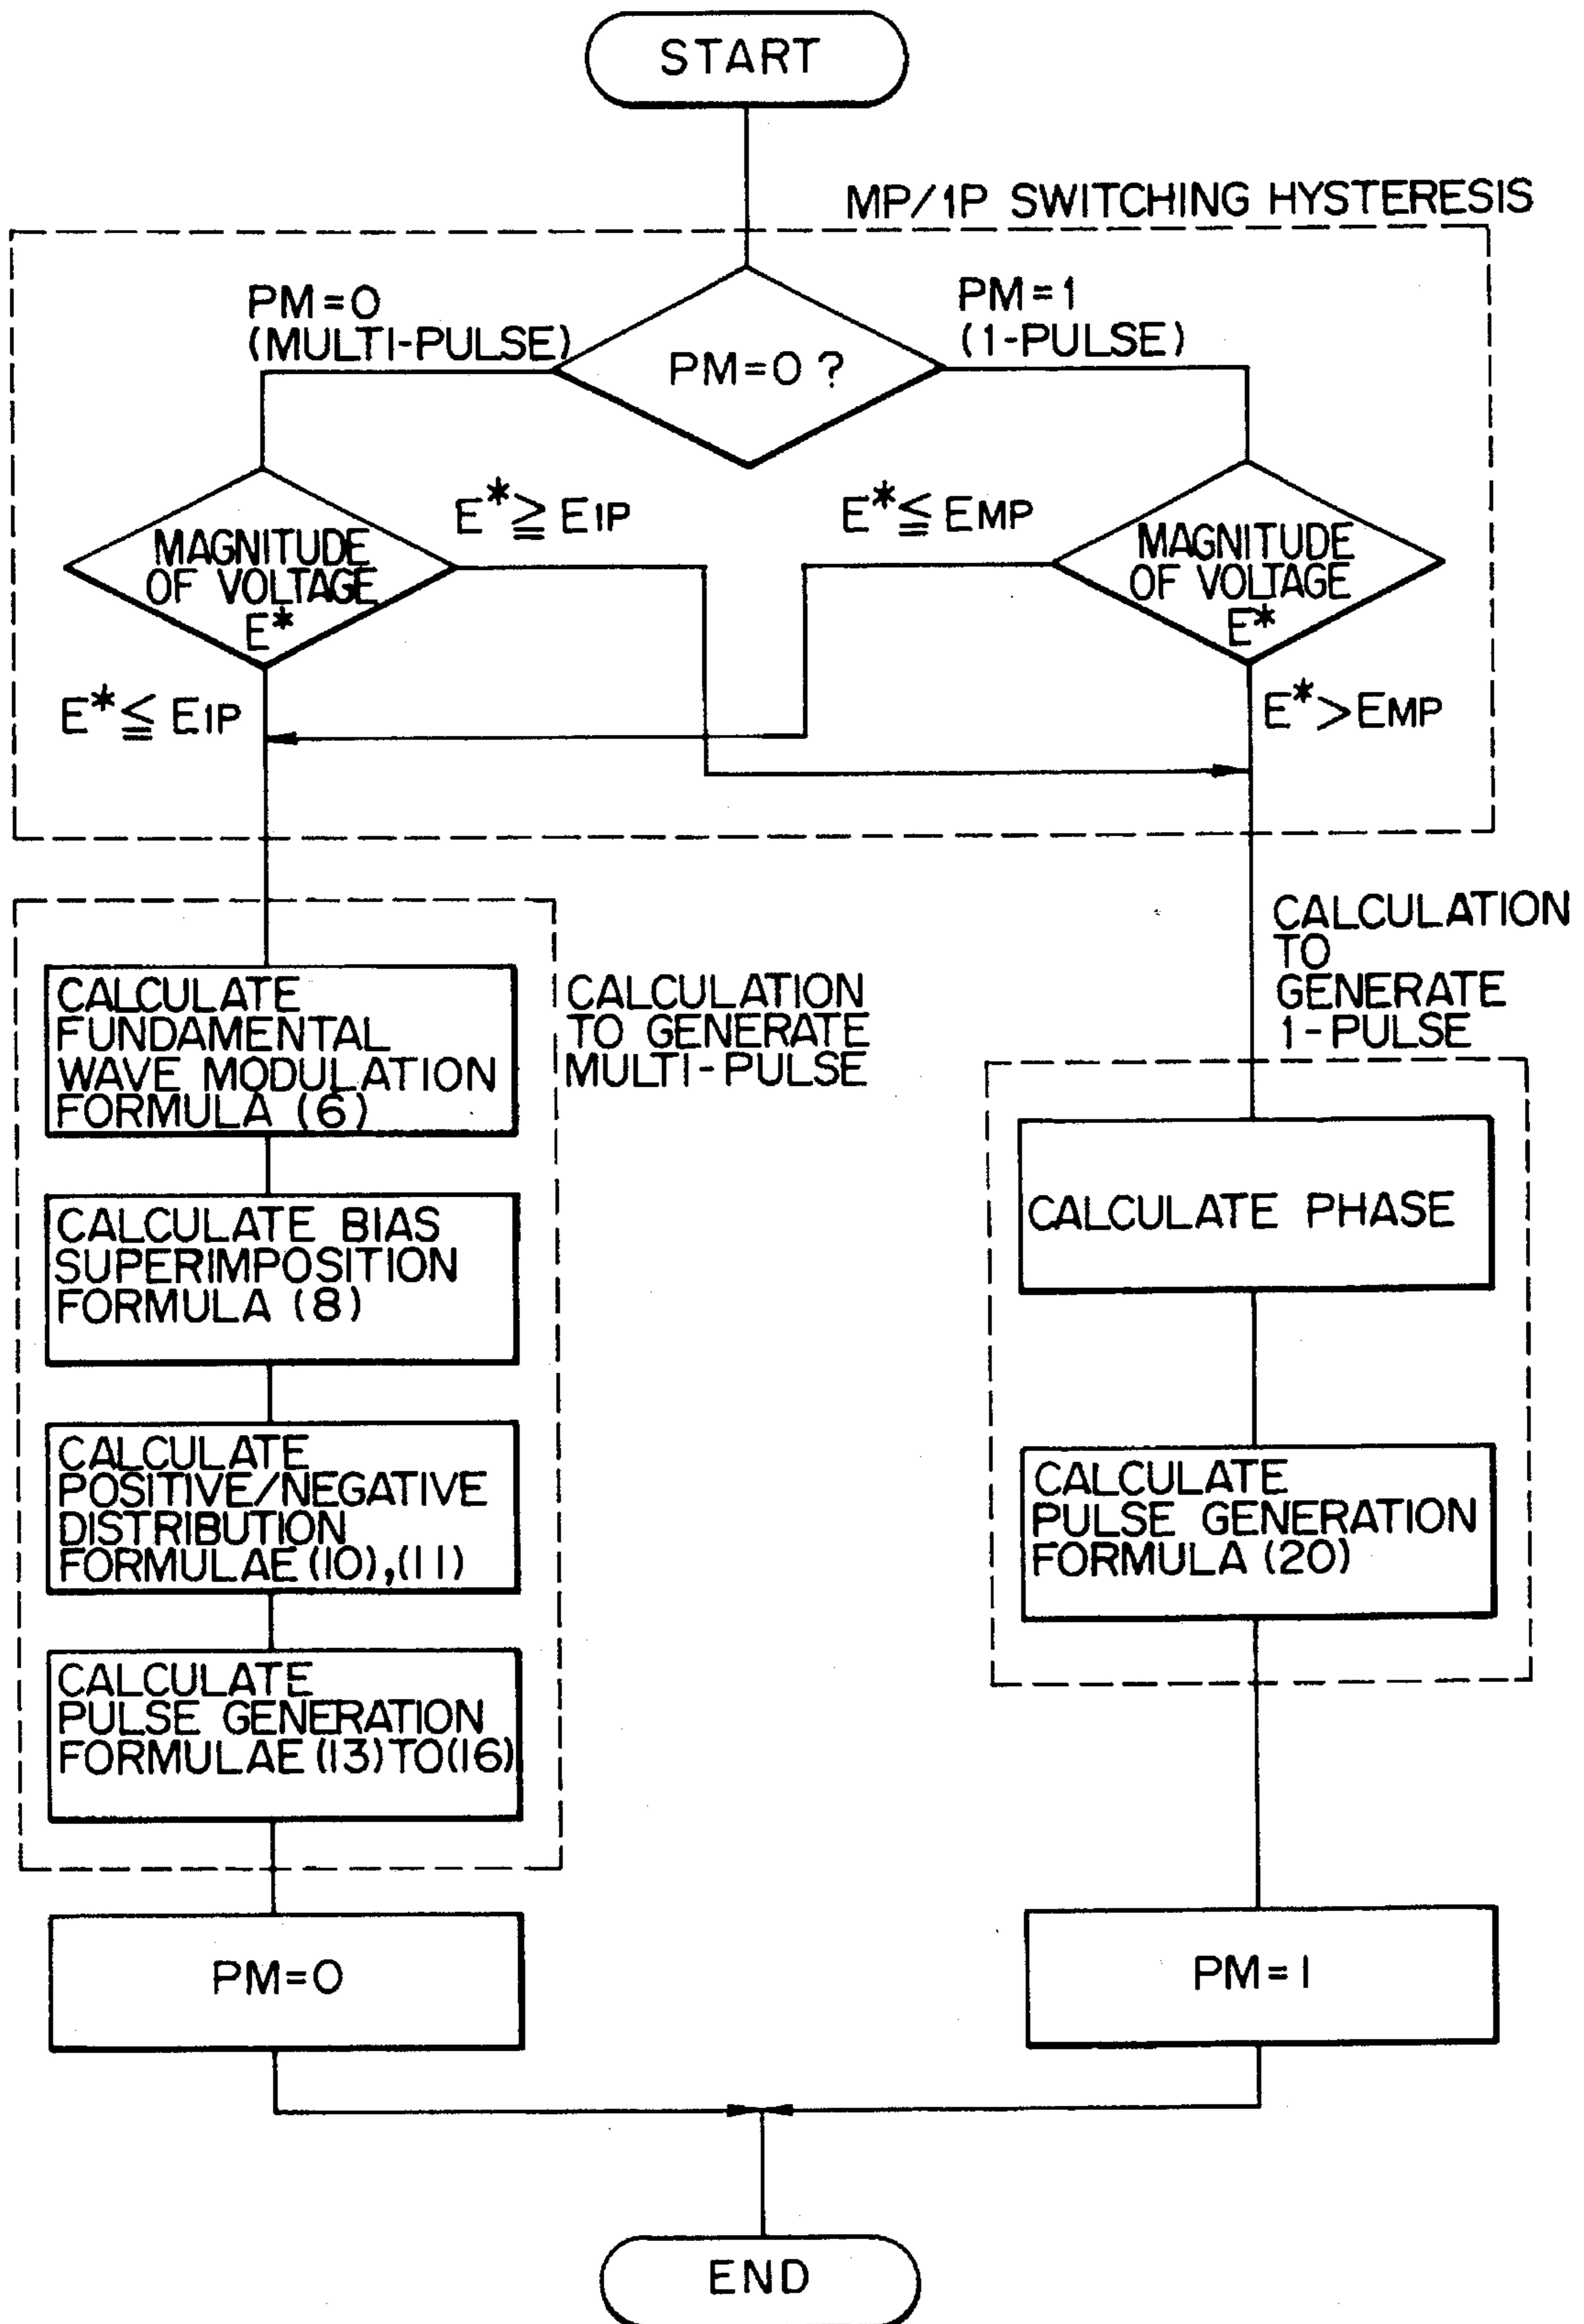 START
MP/1P SWITCHING HYSTERESIS
PM=0
(MULTI-PULSE)
PM=1
(1-PULSE)
PM=0 ?
E*≧E1P
E*≦EMP
MAGNITUDE
OF VOLTAGE
E*
MAGNITUDE
OF VOLTAGE
E*
E*≦E1P
E*>EMP
CALCULATION
TO
GENERATE
1-PULSE
CALCULATE
FUNDAMENTAL
WAVE MODULATION
FORMULA (6)
CALCULATION
TO GENERATE
MULTI-PULSE
CALCULATE BIAS
SUPERIMPOSITION
FORMULA (8)
CALCULATE PHASE
CALCULATE
POSITIVE/NEGATIVE
DISTRIBUTION
FORMULAE (10),(11)
CALCULATE
PULSE GENERATION
FORMULA (20)
CALCULATE
PULSE GENERATION
FORMULAE (13) TO (16)
PM=0
PM=1
END